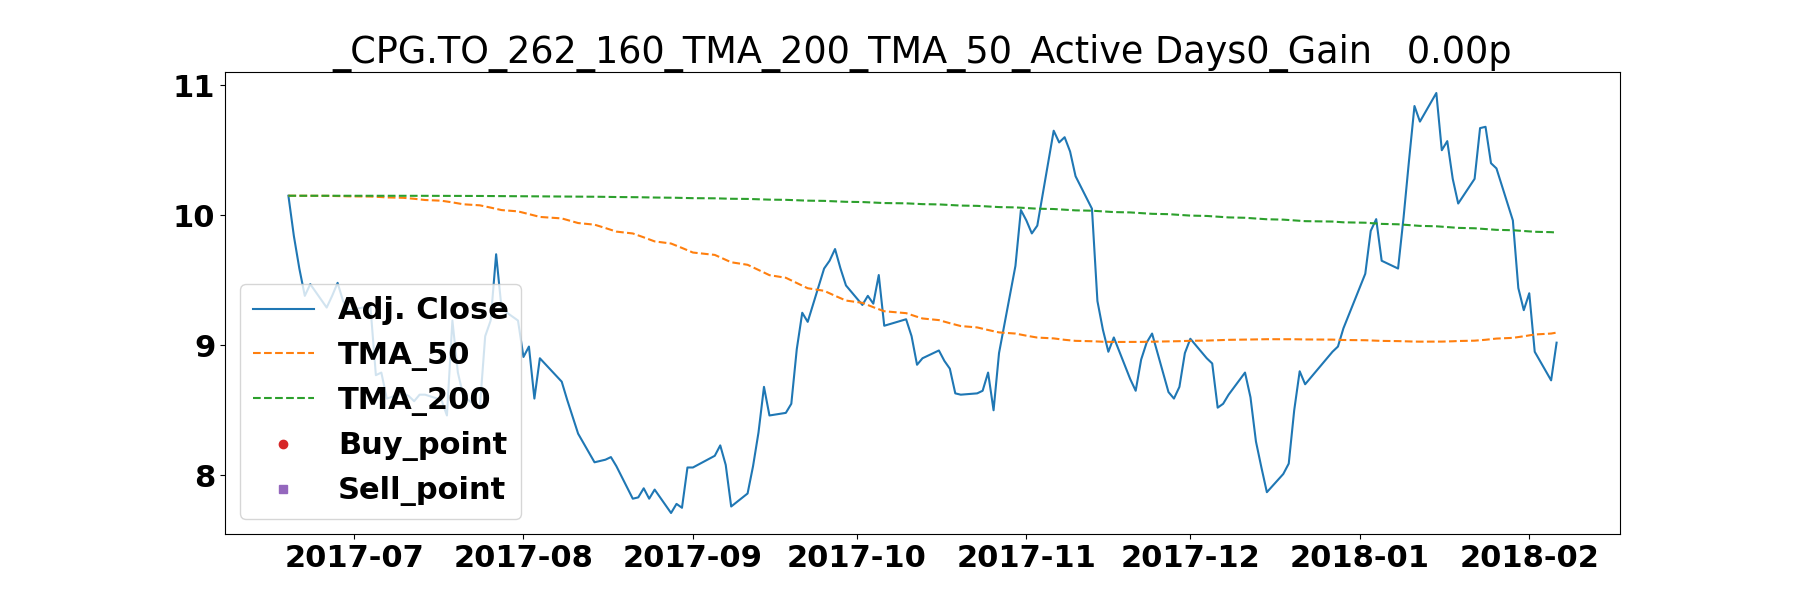 _CPG.TO_262_160_TMA_200_TMA_50_Active Days0_Gain   0.00p
11
10
9
8
Adj. Close
TMA_50
TMA_200
Buy_point
Sell_point
2017-07 2017-08 2017-09 2017-10 2017-11 2017-12 2018-01 2018-02